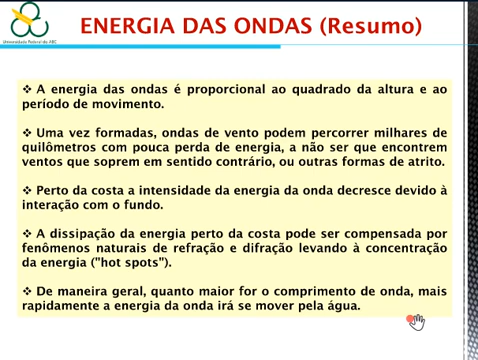 ENERGIA DAS ONDAS (Resumo)
Universidade Federal do ABC
❖ A energia das ondas é proporcional ao quadrado da altura e ao
período de movimento.
❖ Uma vez formadas, ondas de vento podem percorrer milhares de
quilômetros com pouca perda de energia, a não ser que encontrem
ventos que soprem em sentido contrário, ou outras formas de atrito.
❖ Perto da costa a intensidade da energia da onda decresce devido à
interação com o fundo.
❖ A dissipação da energia perto da costa pode ser compensada por
fenômenos naturais de refração e difração levando à concentração
da energia ("hot spots").
❖ De maneira geral, quanto maior for o comprimento de onda, mais
rapidamente a energia da onda irá se mover pela água.